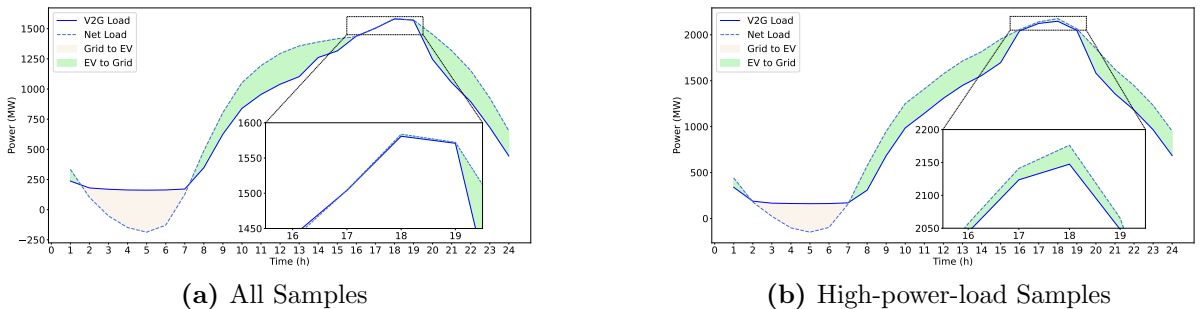 V2G Load
Net Load
Grid to EV
EV to Grid
Power (MW)
1500
1250
1000
750
500
250
0
−250
1600
1550
1500
1450
16 17 18 19
0 1 2 3 4 5 6 7 8 9 10 11 12 13 14 15 16 17 18 19 20 21 22 23 24
Time (h)
(a) All Samples
V2G Load
Net Load
Grid to EV
EV to Grid
Power (MW)
2000
1500
1000
500
0
2200
2150
2100
2050
16 17 18 19
0 1 2 3 4 5 6 7 8 9 10 11 12 13 14 15 16 17 18 19 20 21 22 23 24
Time (h)
(b) High-power-load Samples